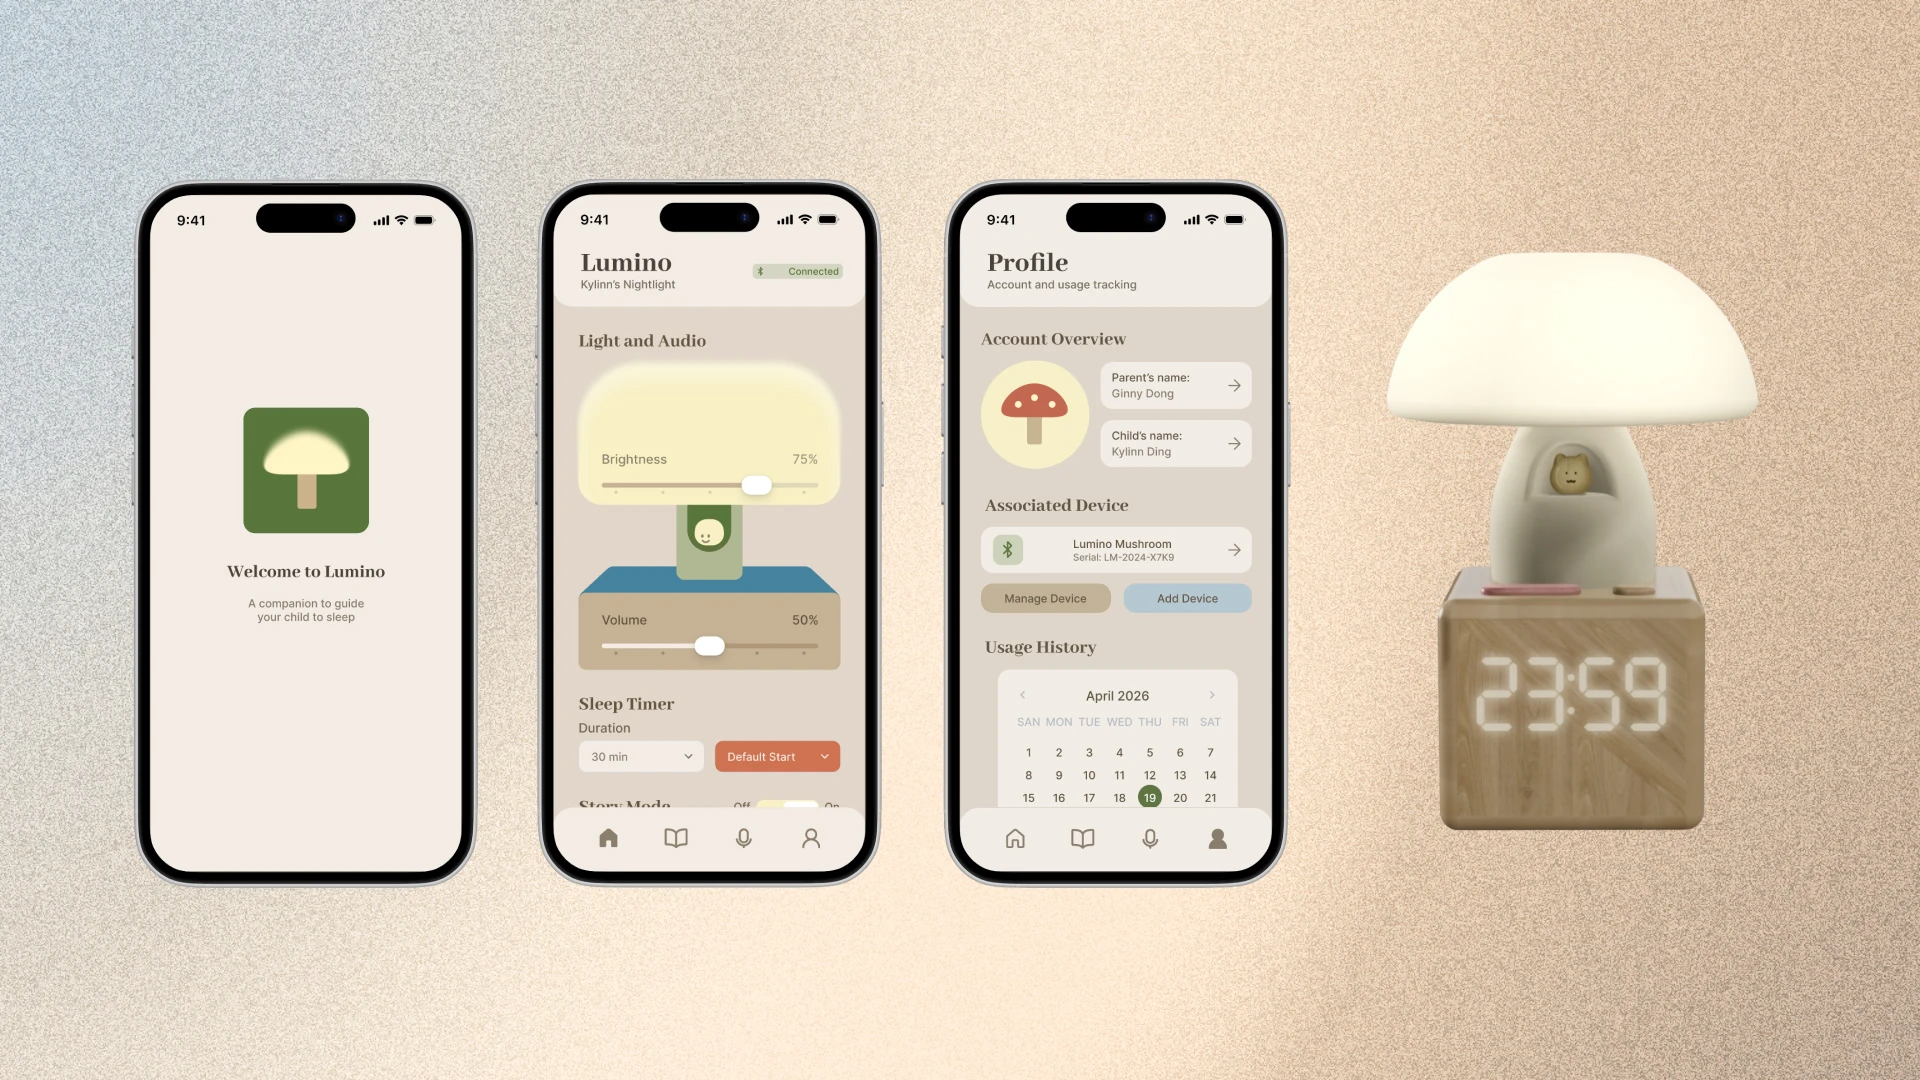 9:41
Welcome to Lumino
A companion to guide
your child to sleep
9:41
Lumino
Kylinn's Nightlight
Connected
Light and Audio
Brightness 75%
Volume 50%
Sleep Timer
Duration
30 min
Default Start
Story Mode Off On
9:41
Profile
Account and usage tracking
Account Overview
Parent's name:
Ginny Dong
Child's name:
Kylinn Ding
Associated Device
Lumino Mushroom
Serial: LM-2024-X7K9
Manage Device
Add Device
Usage History
April 2026
SAN MON TUE WED THU FRI SAT
1 2 3 4 5 6 7
8 9 10 11 12 13 14
15 16 17 18 19 20 21
23:59